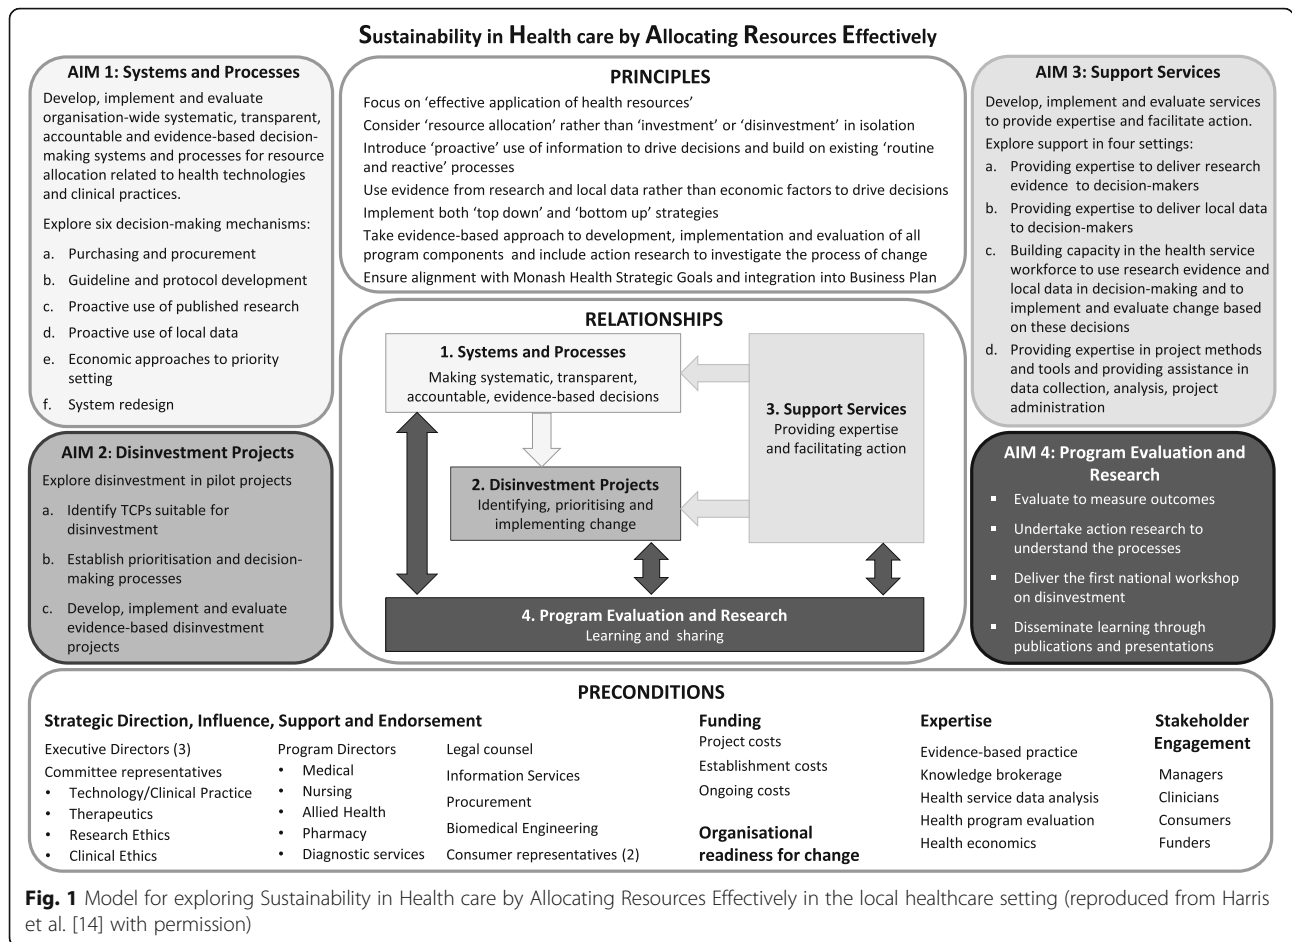 Sustainability in Health care by Allocating Resources Effectively
AIM 1: Systems and Processes
Develop, implement and evaluate
organisation-wide systematic, transparent,
accountable and evidence-based decision-
making systems and processes for resource
allocation related to health technologies
and clinical practices.
Explore six decision-making mechanisms:
a. Purchasing and procurement
b. Guideline and protocol development
c. Proactive use of published research
d. Proactive use of local data
e. Economic approaches to priority
setting
f. System redesign
AIM 2: Disinvestment Projects
Explore disinvestment in pilot projects
a. Identify TCPs suitable for
disinvestment
b. Establish prioritisation and decision-
making processes
c. Develop, implement and evaluate
evidence-based disinvestment
projects
PRINCIPLES
Focus on ‘effective application of health resources’
Consider ‘resource allocation’ rather than ‘investment’ or ‘disinvestment’ in isolation
Introduce ‘proactive’ use of information to drive decisions and build on existing ‘routine
and reactive’ processes
Use evidence from research and local data rather than economic factors to drive decisions
Implement both ‘top down’ and ‘bottom up’ strategies
Take evidence-based approach to development, implementation and evaluation of all
program components and include action research to investigate the process of change
Ensure alignment with Monash Health Strategic Goals and integration into Business Plan
RELATIONSHIPS
1. Systems and Processes
Making systematic, transparent,
accountable, evidence-based decisions
2. Disinvestment Projects
Identifying, prioritising and
implementing change
3. Support Services
Providing expertise
and facilitating action
4. Program Evaluation and Research
Learning and sharing
AIM 3: Support Services
Develop, implement and evaluate services
to provide expertise and facilitate action.
Explore support in four settings:
a. Providing expertise to deliver research
evidence to decision-makers
b. Providing expertise to deliver local data
to decision-makers
c. Building capacity in the health service
workforce to use research evidence and
local data in decision-making and to
implement and evaluate change based
on these decisions
d. Providing expertise in project methods
and tools and providing assistance in
data collection, analysis, project
administration
AIM 4: Program Evaluation and
Research
▪ Evaluate to measure outcomes
▪ Undertake action research to
understand the processes
▪ Deliver the first national workshop
on disinvestment
▪ Disseminate learning through
publications and presentations
PRECONDITIONS
Strategic Direction, Influence, Support and Endorsement
Executive Directors (3)
Committee representatives
• Technology/Clinical Practice
• Therapeutics
• Research Ethics
• Clinical Ethics
Program Directors
• Medical
• Nursing
• Allied Health
• Pharmacy
• Diagnostic services
Legal counsel
Information Services
Procurement
Biomedical Engineering
Consumer representatives (2)
Funding
Project costs
Establishment costs
Ongoing costs
Organisational
readiness for change
Expertise
Evidence-based practice
Knowledge brokerage
Health service data analysis
Health program evaluation
Health economics
Stakeholder
Engagement
Managers
Clinicians
Consumers
Funders
Fig. 1 Model for exploring Sustainability in Health care by Allocating Resources Effectively in the local healthcare setting (reproduced from Harris
et al. [14] with permission)